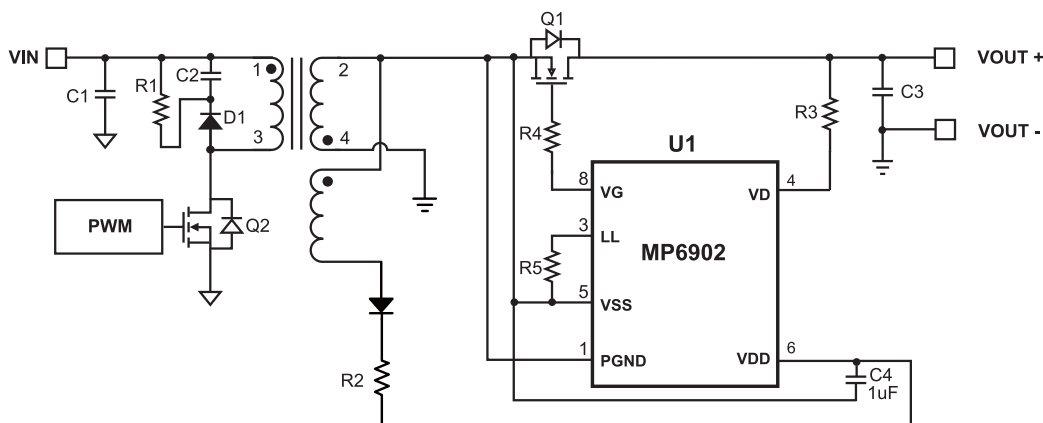 Q1
VIN
VOUT +
1
2
C2
R1
C1
D1
C3
R3
3
4
R4
VOUT -
U1
8
VG
VD
4
PWM
Q2
3
LL
MP6902
R5
5
VSS
1
PGND
VDD
6
R2
C4
1uF